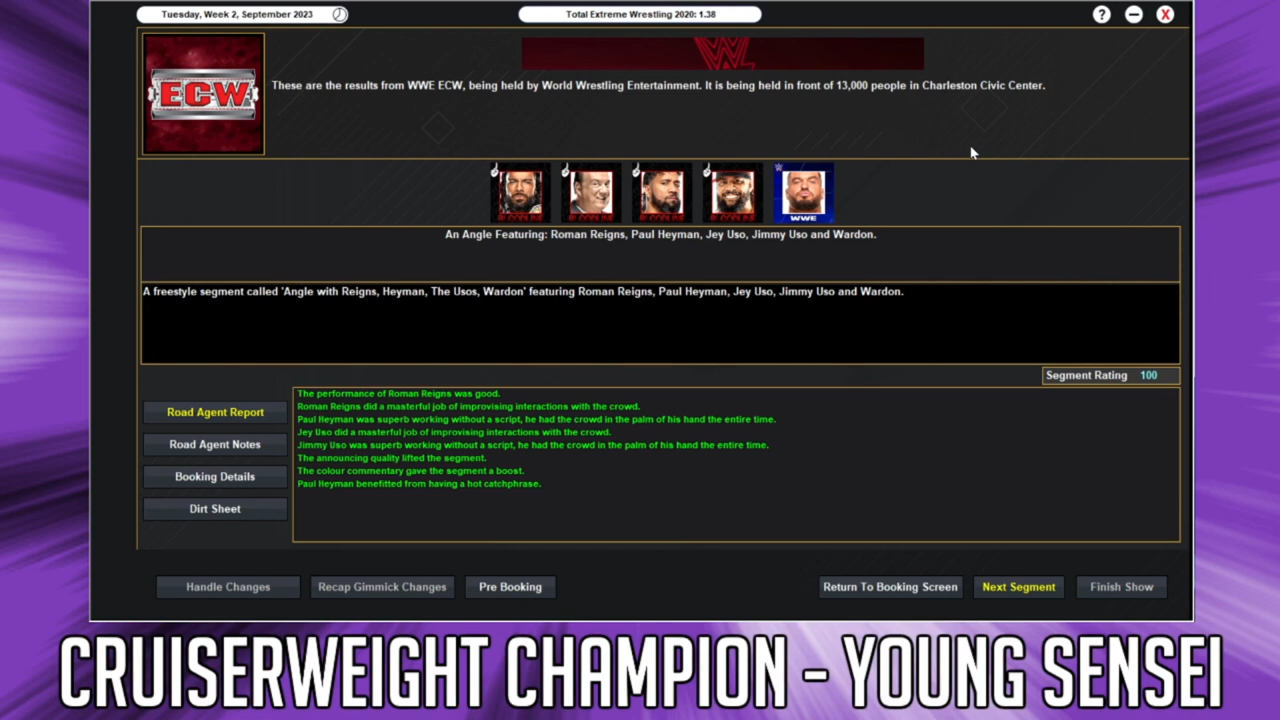 Tuesday, Week 2, September 2023
Total Extreme Wrestling 2020: 1.38
?
X
ECW
These are the results from WWE ECW, being held by World Wrestling Entertainment. It is being held in front of 13,000 people in Charleston Civic Center.
WWE
An Angle Featuring: Roman Reigns, Paul Heyman, Jey Uso, Jimmy Uso and Wardon.
A freestyle segment called 'Angle with Reigns, Heyman, The Usos, Wardon' featuring Roman Reigns, Paul Heyman, Jey Uso, Jimmy Uso and Wardon.
Segment Rating 100
Road Agent Report
Road Agent Notes
Booking Details
Dirt Sheet
The performance of Roman Reigns was good.
Roman Reigns did a masterful job of improvising interactions with the crowd.
Paul Heyman was superb working without a script, he had the crowd in the palm of his hand the entire time.
Jey Uso did a masterful job of improvising interactions with the crowd.
Jimmy Uso was superb working without a script, he had the crowd in the palm of his hand the entire time.
The announcing quality lifted the segment.
The colour commentary gave the segment a boost.
Paul Heyman benefitted from having a hot catchphrase.
Handle Changes
Recap Gimmick Changes
Pre Booking
Return To Booking Screen
Next Segment
Finish Show
CRUISERWEIGHT CHAMPION - YOUNG SENSEI